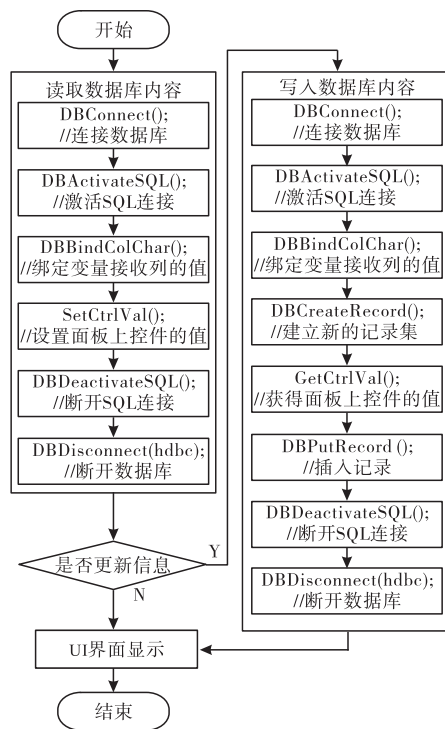 开始
读取数据库内容
DBConnect();
//连接数据库
DBActivateSQL();
//激活SQL连接
DBBindColChar();
//绑定变量接收列的值
SetCtrlVal();
//设置面板上控件的值
DBDeactivateSQL();
//断开SQL连接
DBDisconnect(hdbc);
//断开数据库
是否更新信息
Y
N
UI界面显示
结束
写入数据库内容
DBConnect();
//连接数据库
DBActivateSQL();
//激活SQL连接
DBBindColChar();
//绑定变量接收列的值
DBCreateRecord();
//建立新的记录集
GetCtrlVal();
//获得面板上控件的值
DBPutRecord ();
//插入记录
DBDeactivateSQL();
//断开SQL连接
DBDisconnect(hdbc);
//断开数据库